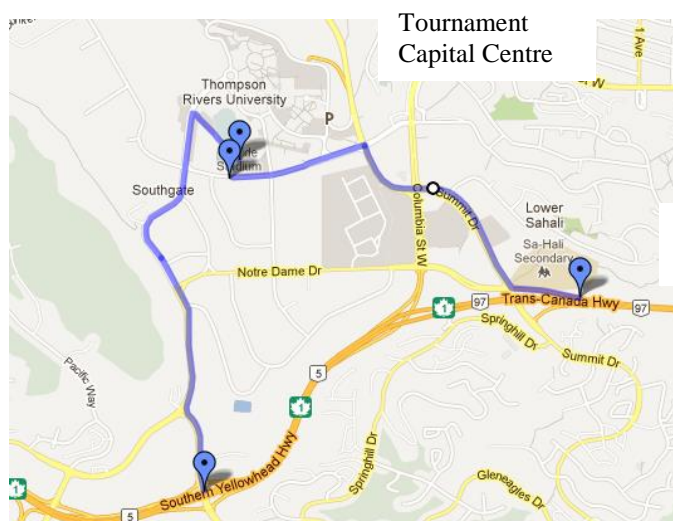 Tournament
Capital Centre
1 Ave
W
Thompson
Rivers University
P
Stadium
Southgate
Columbia St W
Summit Dr
Lower
Sahali
Sa-Hali
Secondary
Notre Dame Dr
1
97
Trans-Canada Hwy
97
Springhill Dr
Summit Dr
5
1
Pacific Way
Springhill Dr
Gleneagles Dr
Southern Yellowhead Hwy
1
5